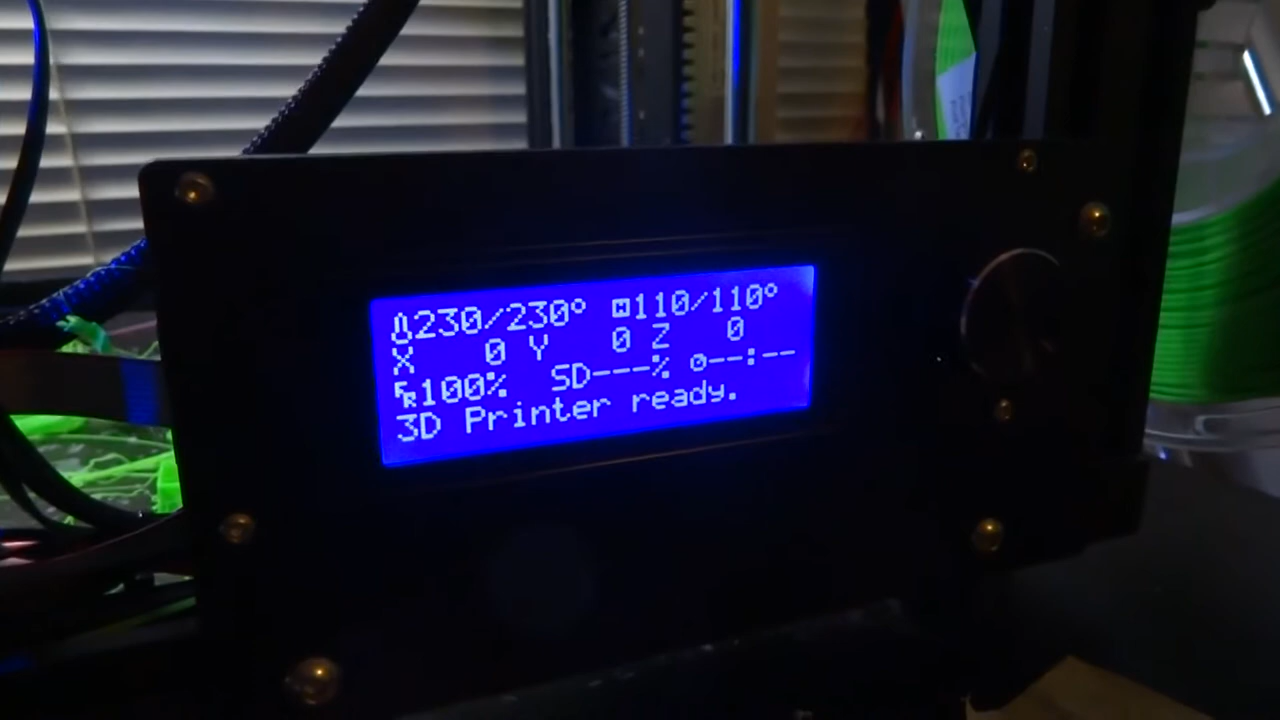 230/230° 110/110°
X 0 Y 0 Z 0
100% SD---% --:--
3D Printer ready.